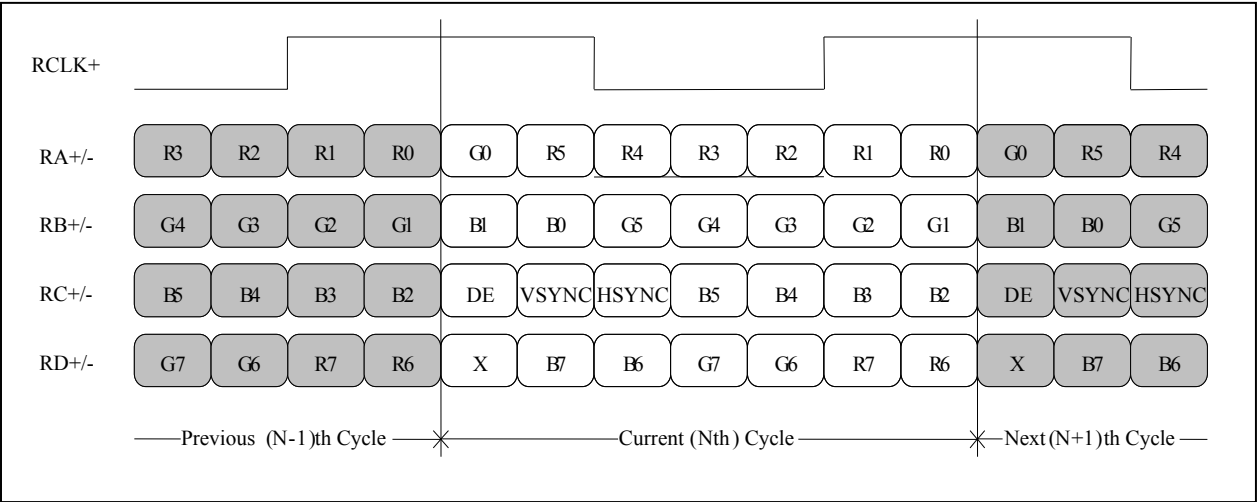 RCLK+
RA+/- R3 R2 R1 R0 G0 R5 R4 R3 R2 R1 R0 G0 R5 R4
RB+/- G4 G3 G2 G1 B1 B0 G5 G4 G3 G2 G1 B1 B0 G5
RC+/- B5 B4 B3 B2 DE VSYNC HSYNC B5 B4 B3 B2 DE VSYNC HSYNC
RD+/- G7 G6 R7 R6 X B7 B6 G7 G6 R7 R6 X B7 B6
Previous (N-1)th Cycle Current (Nth) Cycle Next (N+1)th Cycle